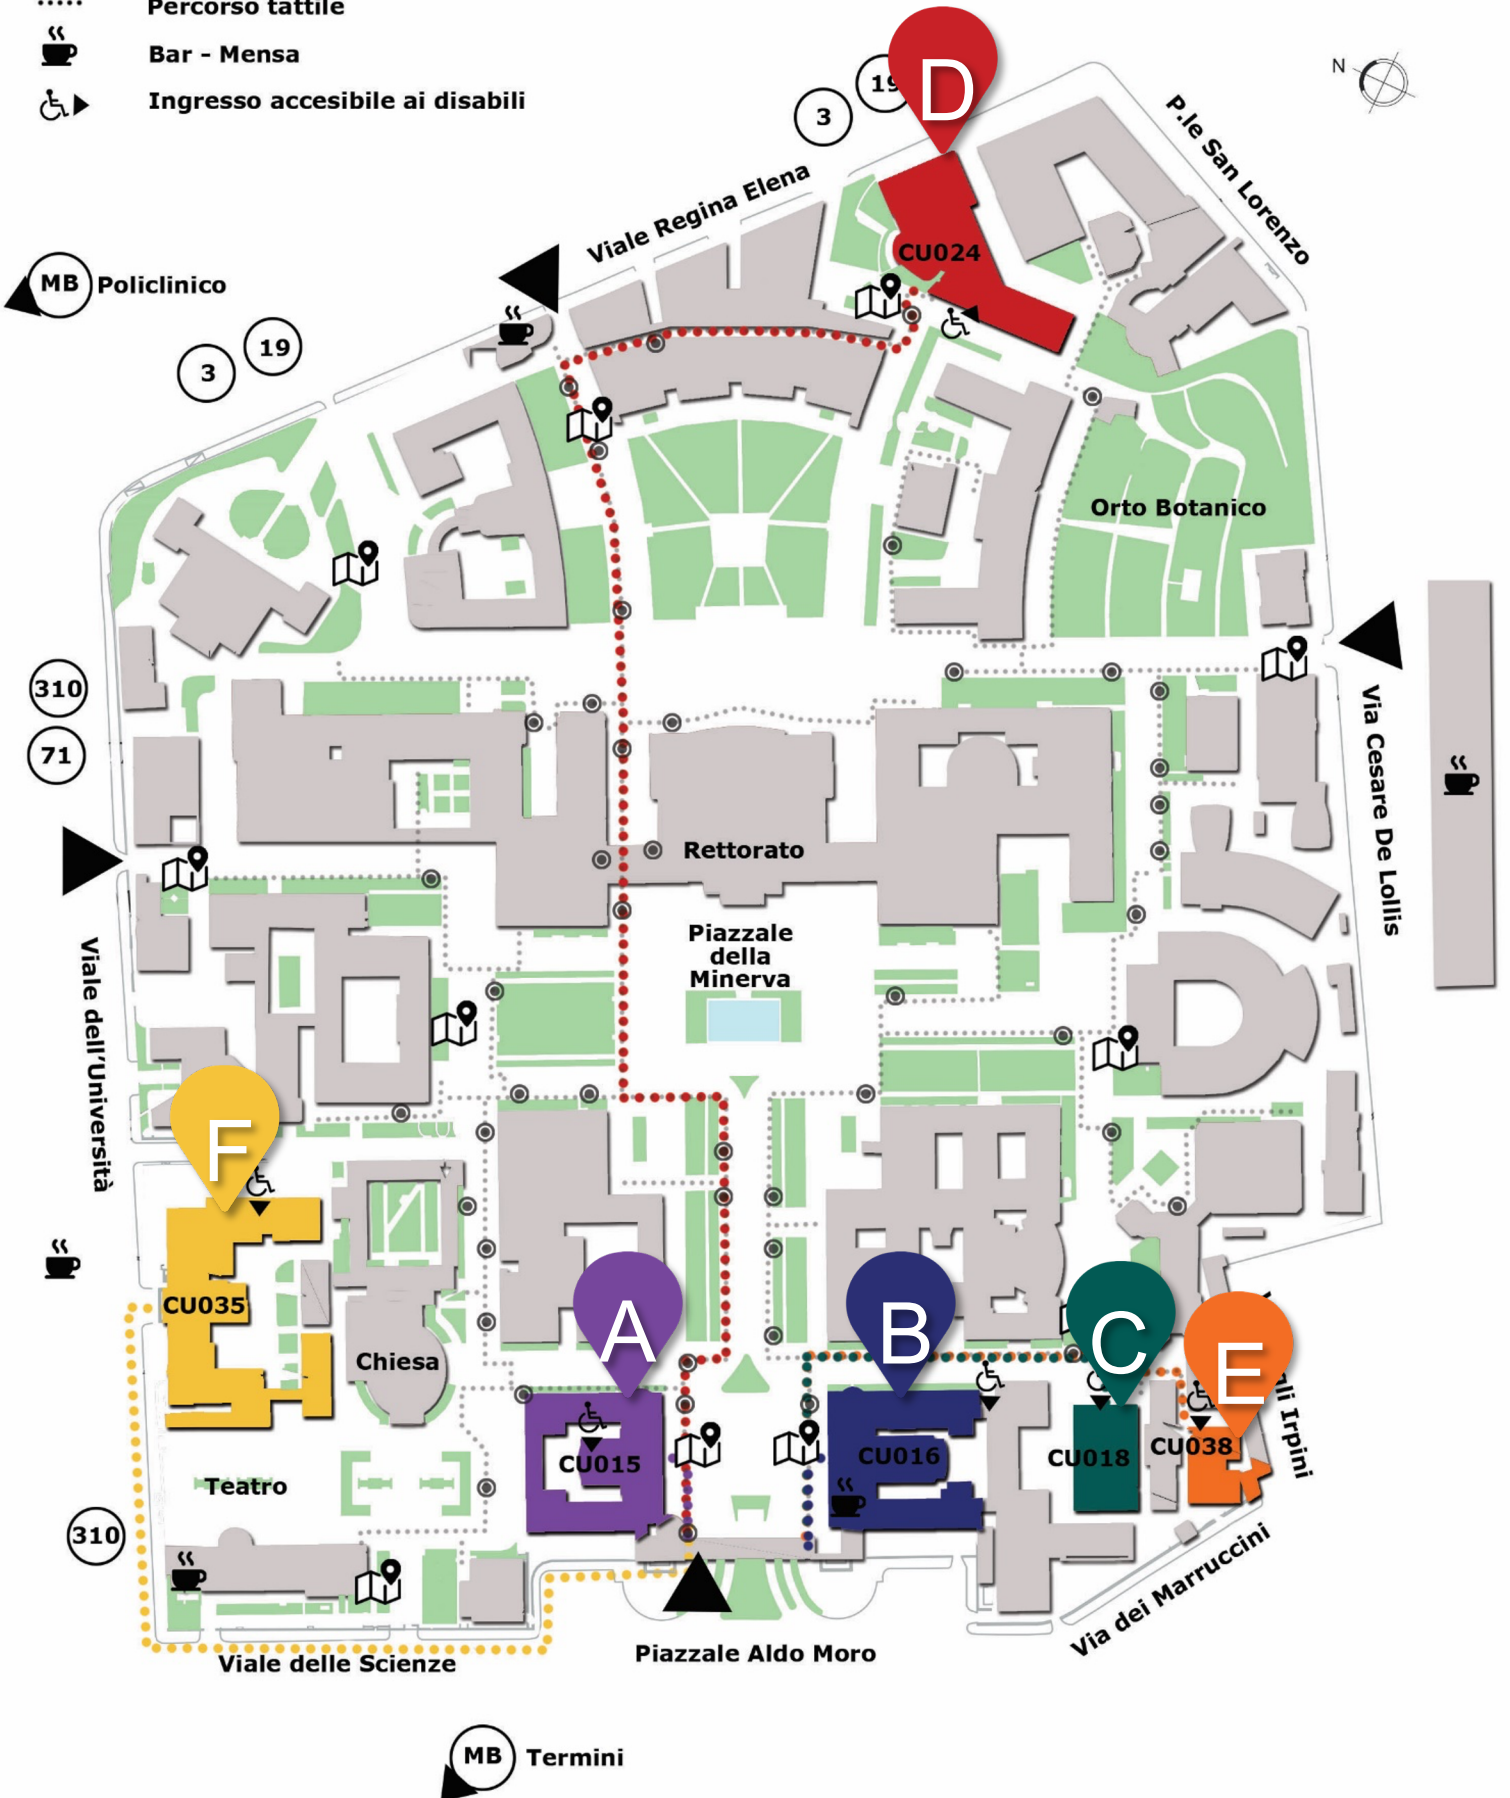 Percorso tattile
Bar - Mensa
Ingresso accesibile ai disabili
D
N
19
3
P.le San Lorenzo
Viale Regina Elena
CU024
MB
Policlinico
19
3
Orto Botanico
310
71
Via Cesare De Lollis
Rettorato
Piazzale
della
Minerva
Viale dell'Università
F
CU035
A
B
C
E
Chiesa
CU015
CU016
CU018
CU038
Irpini
Teatro
310
Via dei Marruccini
Piazzale Aldo Moro
Viale delle Scienze
MB
Termini